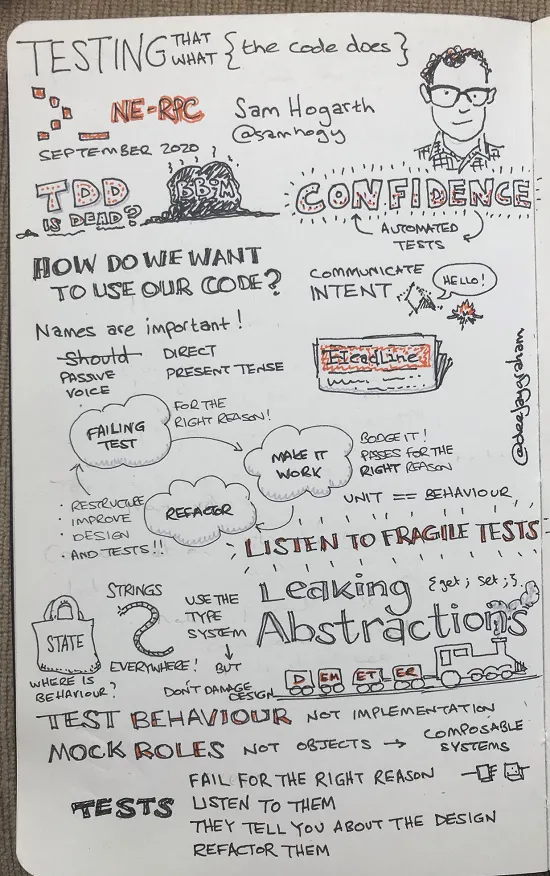 TESTING THAT WHAT {the code does}
NE-RPC
Sam Hogarth
@samhogy
SEPTEMBER 2020
TDD
IS DEAD?
BBoM
CONFIDENCE
AUTOMATED
TESTS
HOW DO WE WANT
TO USE OUR CODE?
COMMUNICATE
INTENT
HELLO!
Names are important!
Should
PASSIVE
VOICE
DIRECT
PRESENT TENSE
HeadLine
@deejaygraham
FAILING
TEST
FOR THE
RIGHT REASON!
MAKE IT
WORK
BODGE IT!
PASSES FOR THE
RIGHT REASON
REFACTOR
· RESTRUCTURE
· IMPROVE
· DESIGN
· AND TESTS!!
UNIT == BEHAVIOUR
LISTEN TO FRAGILE TESTS
STATE
WHERE IS
BEHAVIOUR?
STRINGS
EVERYWHERE!
USE THE
TYPE
SYSTEM
BUT
DON'T DAMAGE
DESIGN
Leaking
Abstractions
{get; set;}
D EM ET ER
TEST BEHAVIOUR NOT IMPLEMENTATION
MOCK ROLES NOT OBJECTS → COMPOSABLE
SYSTEMS
TESTS
FAIL FOR THE RIGHT REASON
LISTEN TO THEM
THEY TELL YOU ABOUT THE DESIGN
REFACTOR THEM